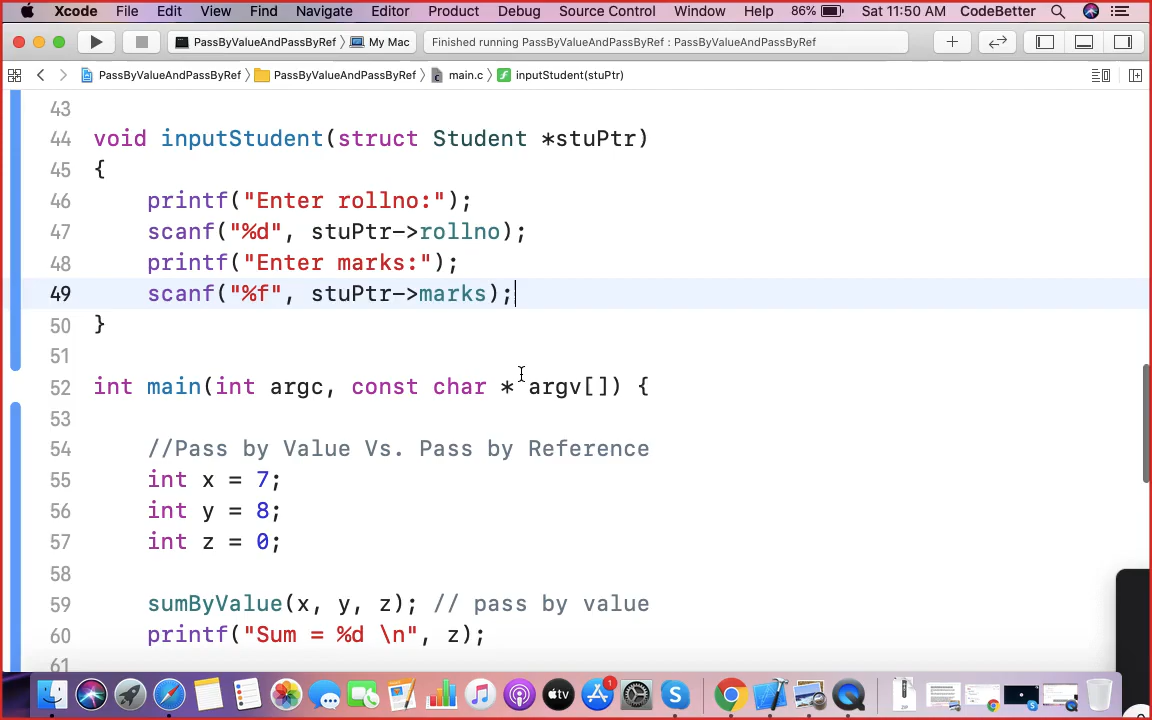 Xcode File Edit View Find Navigate Editor Product Debug Source Control Window Help 86% Sat 11:50 AM CodeBetter
PassByValueAndPassByRef My Mac Finished running PassByValueAndPassByRef : PassByValueAndPassByRef
PassByValueAndPassByRef PassByValueAndPassByRef main.c inputStudent(stuPtr)
43
44 void inputStudent(struct Student *stuPtr)
45 {
46 printf("Enter rollno:");
47 scanf("%d", stuPtr->rollno);
48 printf("Enter marks:");
49 scanf("%f", stuPtr->marks);
50 }
51
52 int main(int argc, const char * argv[]) {
53
54 //Pass by Value Vs. Pass by Reference
55 int x = 7;
56 int y = 8;
57 int z = 0;
58
59 sumByValue(x, y, z); // pass by value
60 printf("Sum = %d \n", z);
61
tv 1